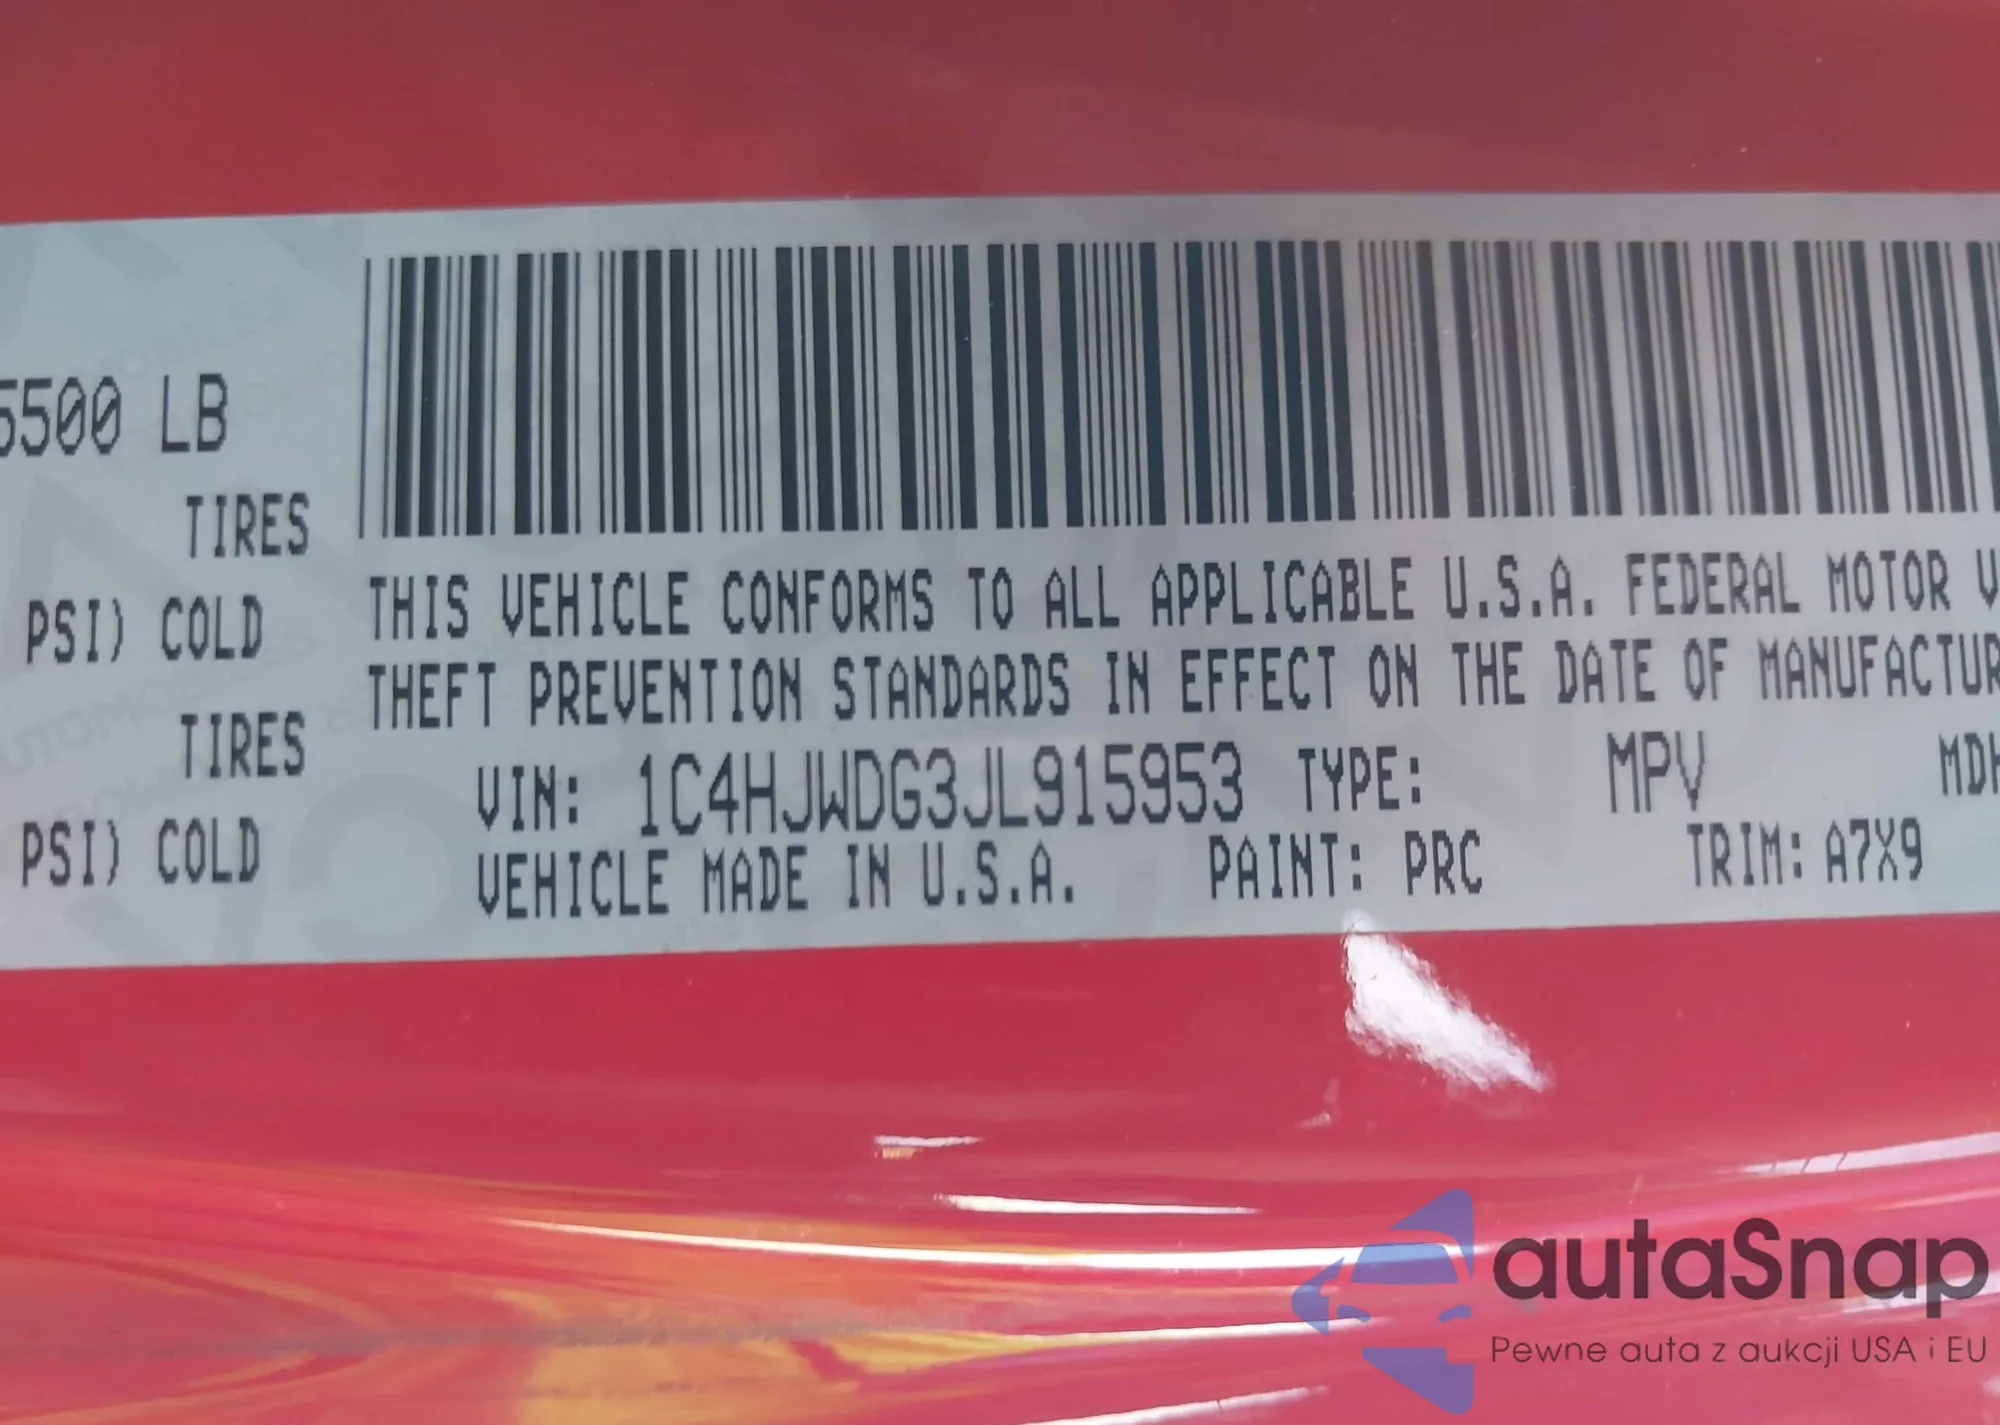 5500 LB
TIRES
PSI) COLD
TIRES
PSI) COLD
THIS VEHICLE CONFORMS TO ALL APPLICABLE U.S.A. FEDERAL MOTOR V
THEFT PREVENTION STANDARDS IN EFFECT ON THE DATE OF MANUFACTUR
VIN: 1C4HJWDG3JL915953 TYPE: MPV MDH
VEHICLE MADE IN U.S.A. PAINT: PRC TRIM: A7X9
autaSnap
Pewne auta z aukcji USA i EU